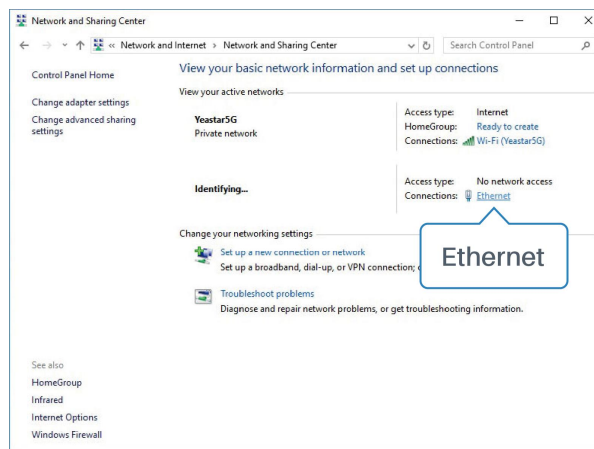 Network and Sharing Center
« Network and Internet › Network and Sharing Center
Search Control Panel
Control Panel Home
Change adapter settings
Change advanced sharing
settings
View your basic network information and set up connections
View your active networks
Yeastar5G
Private network
Access type: Internet
HomeGroup: Ready to create
Connections: Wi-Fi (Yeastar5G)
Identifying...
Access type: No network access
Connections: Ethernet
Ethernet
Change your networking settings
Set up a new connection or network
Set up a broadband, dial-up, or VPN connection;
Troubleshoot problems
Diagnose and repair network problems, or get troubleshooting information.
See also
HomeGroup
Infrared
Internet Options
Windows Firewall